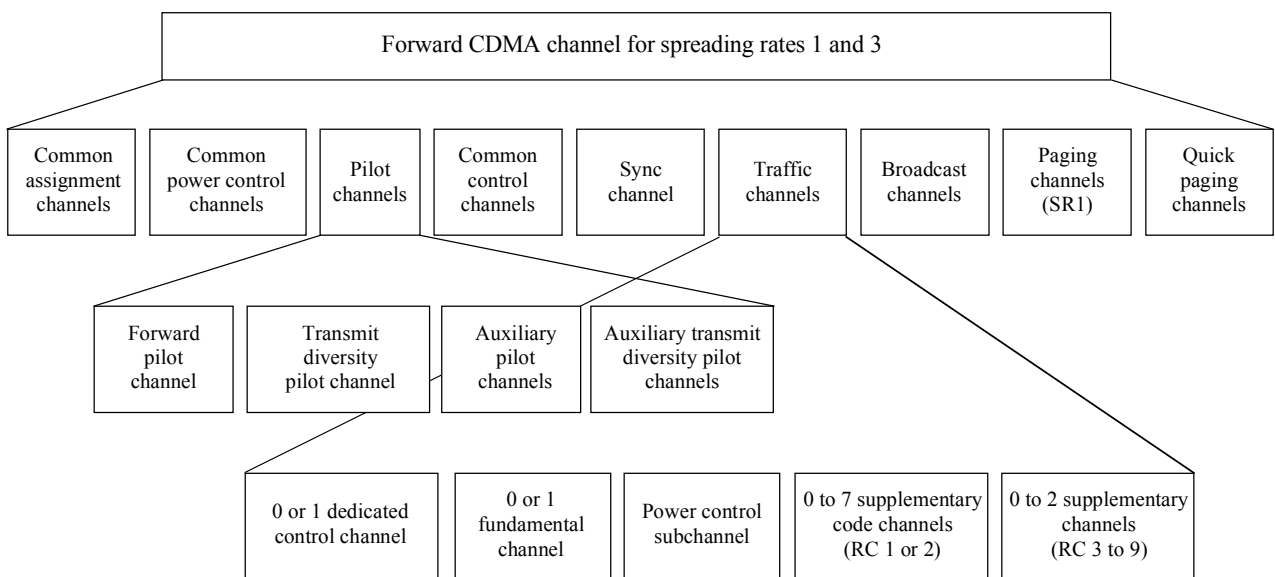 Forward CDMA channel for spreading rates 1 and 3
Common
assignment
channels
Common
power control
channels
Pilot
channels
Common
control
channels
Sync
channel
Traffic
channels
Broadcast
channels
Paging
channels
(SR1)
Quick
paging
channels
Forward
pilot
channel
Transmit
diversity
pilot channel
Auxiliary
pilot
channels
Auxiliary transmit
diversity pilot
channels
0 or 1 dedicated
control channel
0 or 1
fundamental
channel
Power control
subchannel
0 to 7 supplementary
code channels
(RC 1 or 2)
0 to 2 supplementary
channels
(RC 3 to 9)